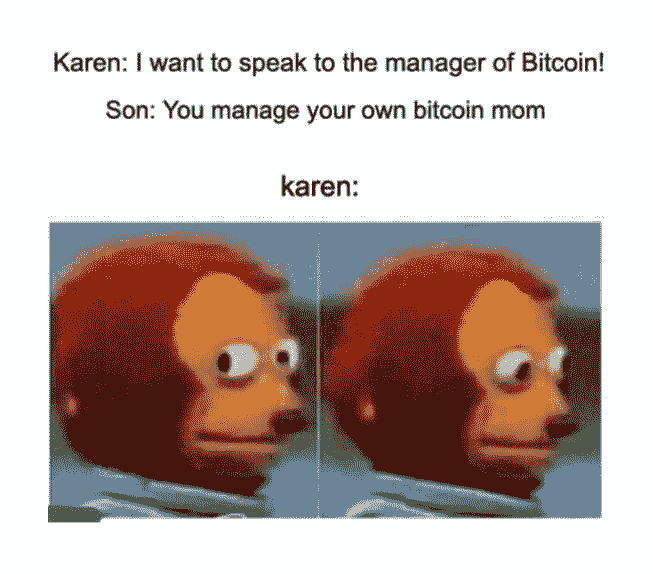 Karen: I want to speak to the manager of Bitcoin!
Son: You manage your own bitcoin mom
karen: